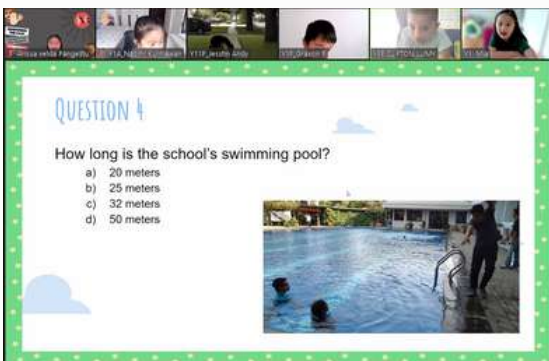 QUESTION 4
How long is the school's swimming pool?
a) 20 meters
b) 25 meters
c) 32 meters
d) 50 meters